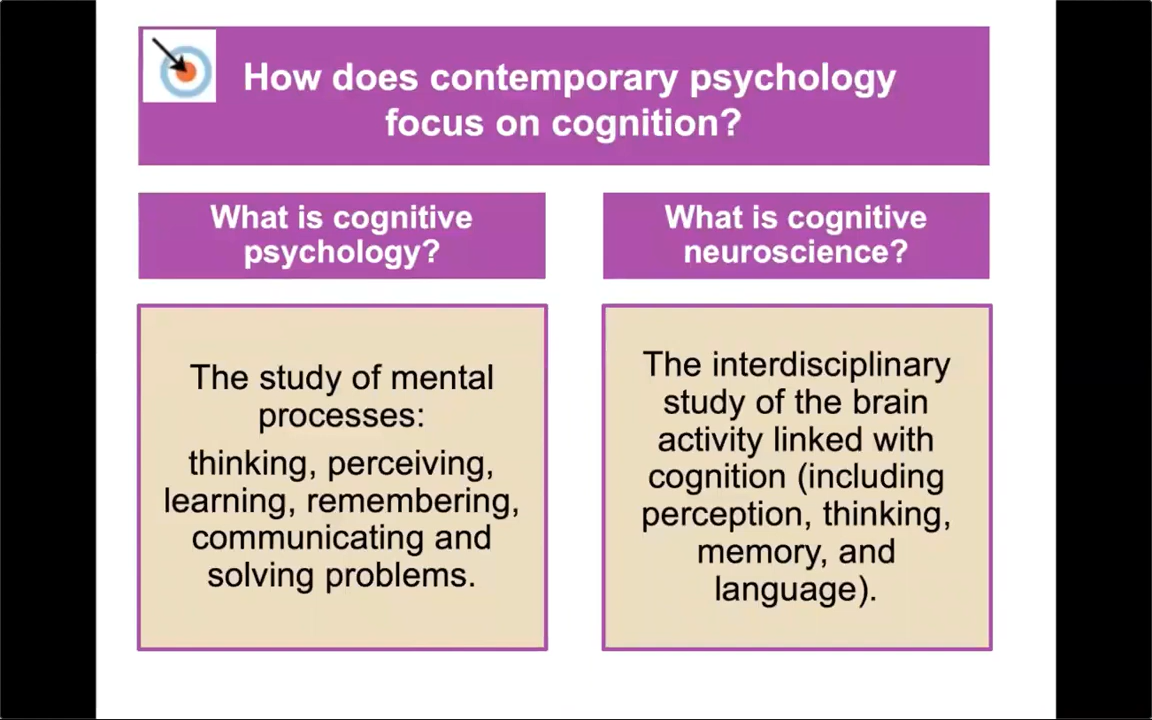 How does contemporary psychology
focus on cognition?
What is cognitive
psychology?
The study of mental
processes:
thinking, perceiving,
learning, remembering,
communicating and
solving problems.
What is cognitive
neuroscience?
The interdisciplinary
study of the brain
activity linked with
cognition (including
perception, thinking,
memory, and
language).